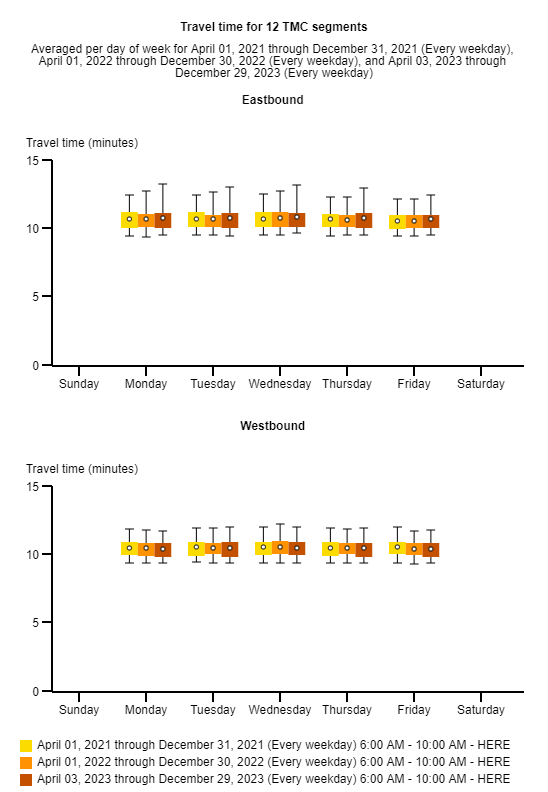 Travel time for 12 TMC segments
Averaged per day of week for April 01, 2021 through December 31, 2021 (Every weekday),
April 01, 2022 through December 30, 2022 (Every weekday), and April 03, 2023 through
December 29, 2023 (Every weekday)
Eastbound
Travel time (minutes)
15
10
5
0
Sunday Monday Tuesday Wednesday Thursday Friday Saturday
Westbound
Travel time (minutes)
15
10
5
0
Sunday Monday Tuesday Wednesday Thursday Friday Saturday
April 01, 2021 through December 31, 2021 (Every weekday) 6:00 AM - 10:00 AM - HERE
April 01, 2022 through December 30, 2022 (Every weekday) 6:00 AM - 10:00 AM - HERE
April 03, 2023 through December 29, 2023 (Every weekday) 6:00 AM - 10:00 AM - HERE